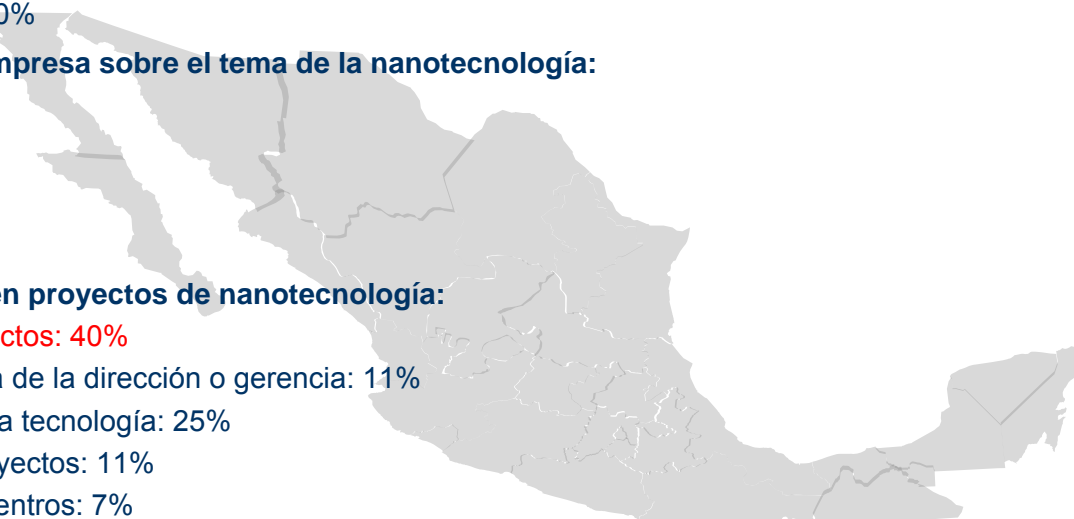 0%
mpresa sobre el tema de la nanotecnología:
en proyectos de nanotecnología:
ctos: 40%
a de la dirección o gerencia: 11%
a tecnología: 25%
yectos: 11%
entros: 7%